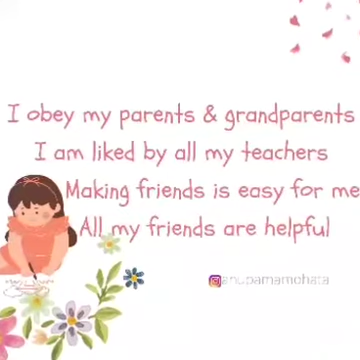 I obey my parents & grandparents
I am liked by all my teachers
Making friends is easy for me
All my friends are helpful
@nupamamohata